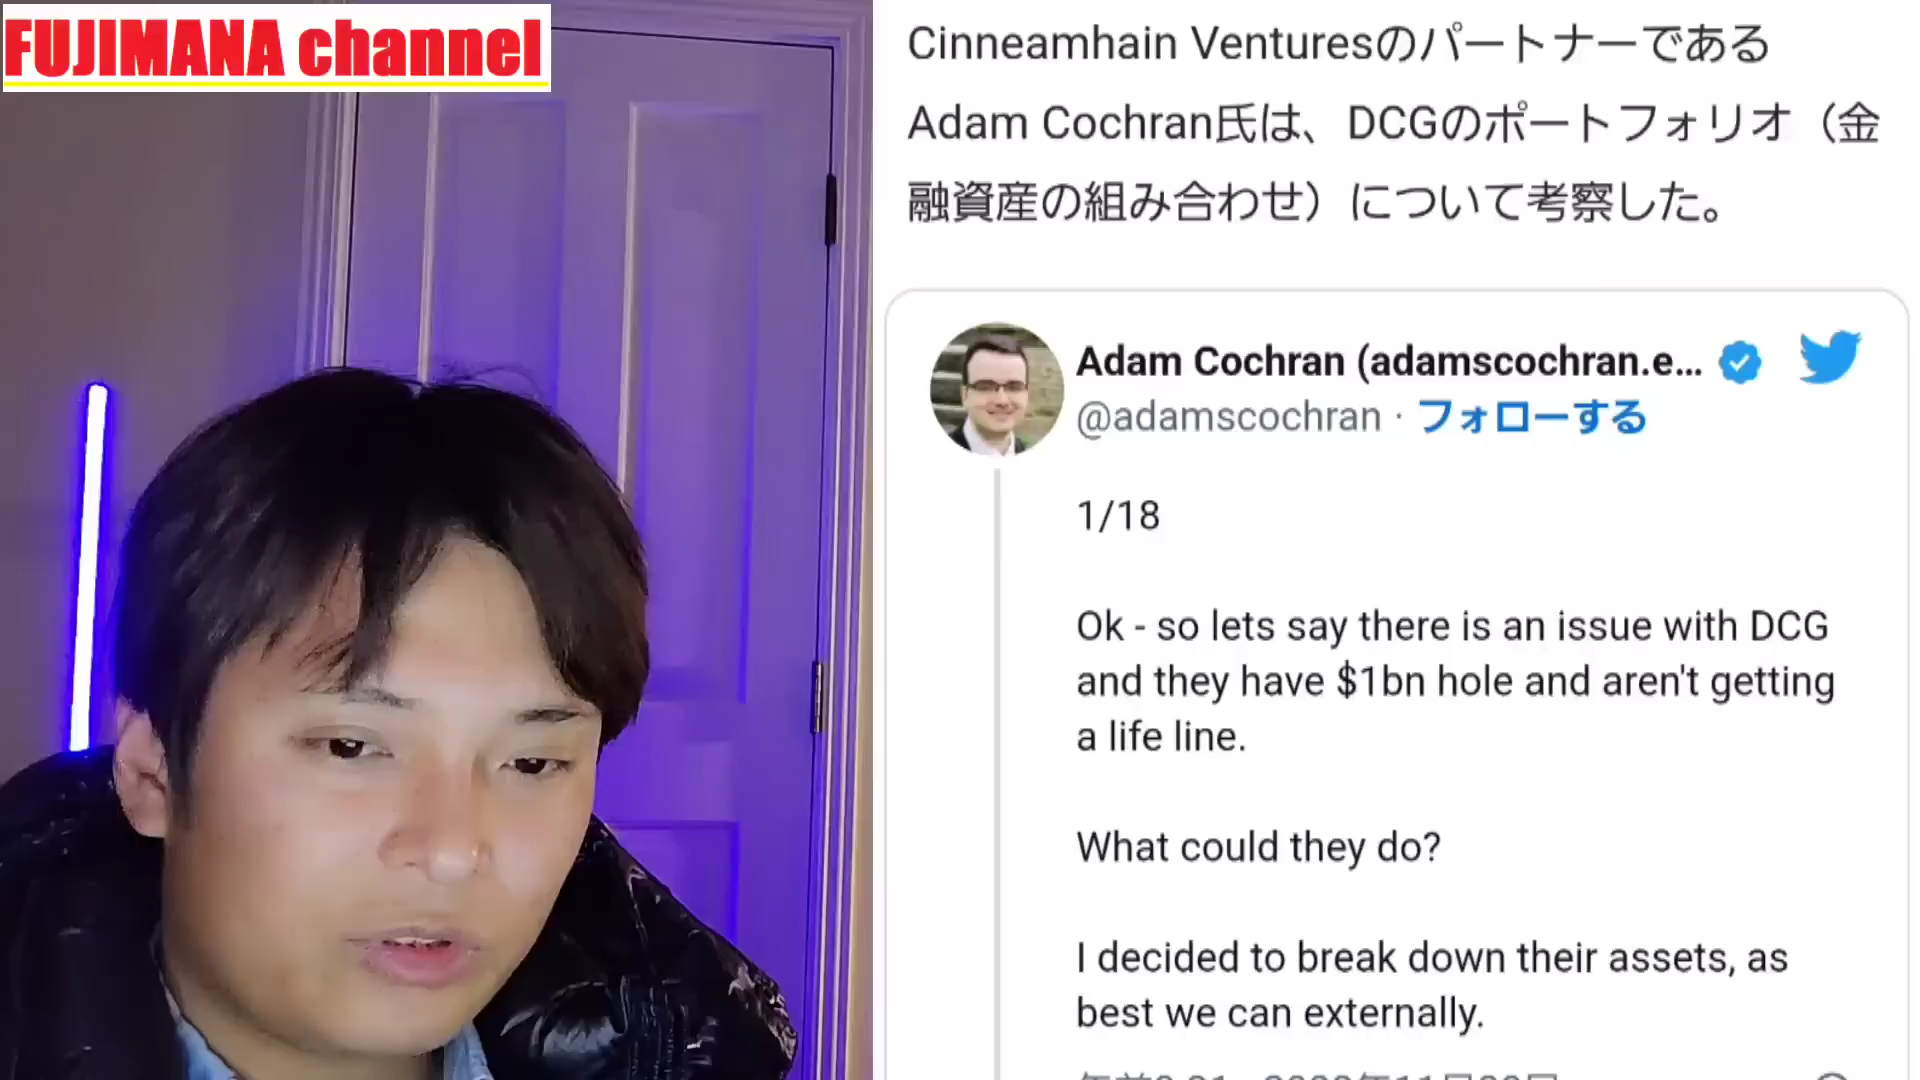 FUJIMANA channel
Cinneamhain Venturesのパートナーである
Adam Cochran氏は、DCGのポートフォリオ（金
融資産の組み合わせ）について考察した。
Adam Cochran (adamscochran.e...
@adamscochran · フォローする
1/18
Ok - so lets say there is an issue with DCG
and they have $1bn hole and aren't getting
a life line.
What could they do?
I decided to break down their assets, as
best we can externally.